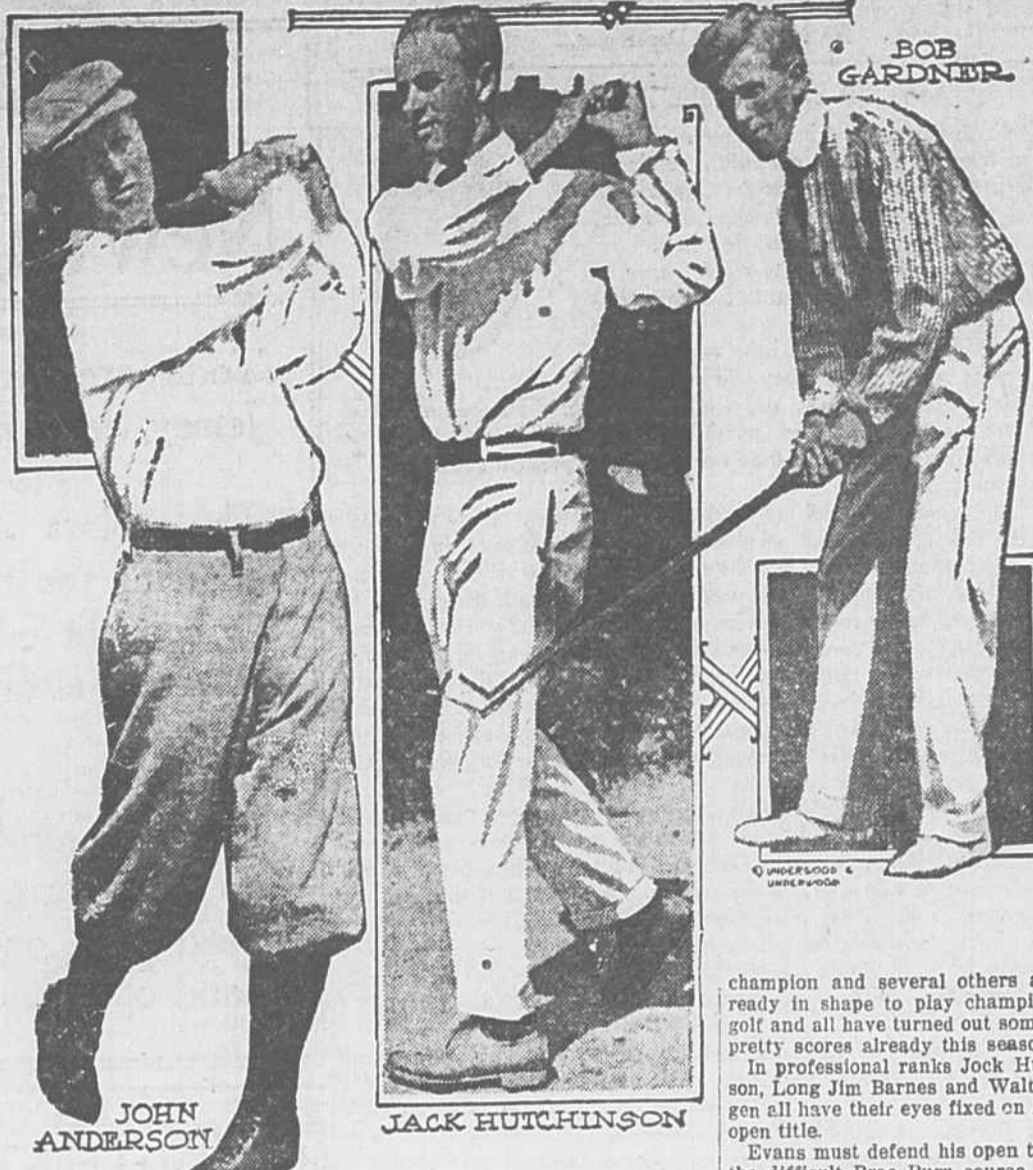 BOB
GARDNER
JOHN
ANDERSON
JACK HUTCHINSON
© UNDERWOOD &
UNDERWOOD
champion and several others a
ready in shape to play champi
golf and all have turned out som
pretty scores already this seaso
In professional ranks Jock Hu
son, Long Jim Barnes and Walt
gen all have their eyes fixed on
open title.
Evans must defend his open